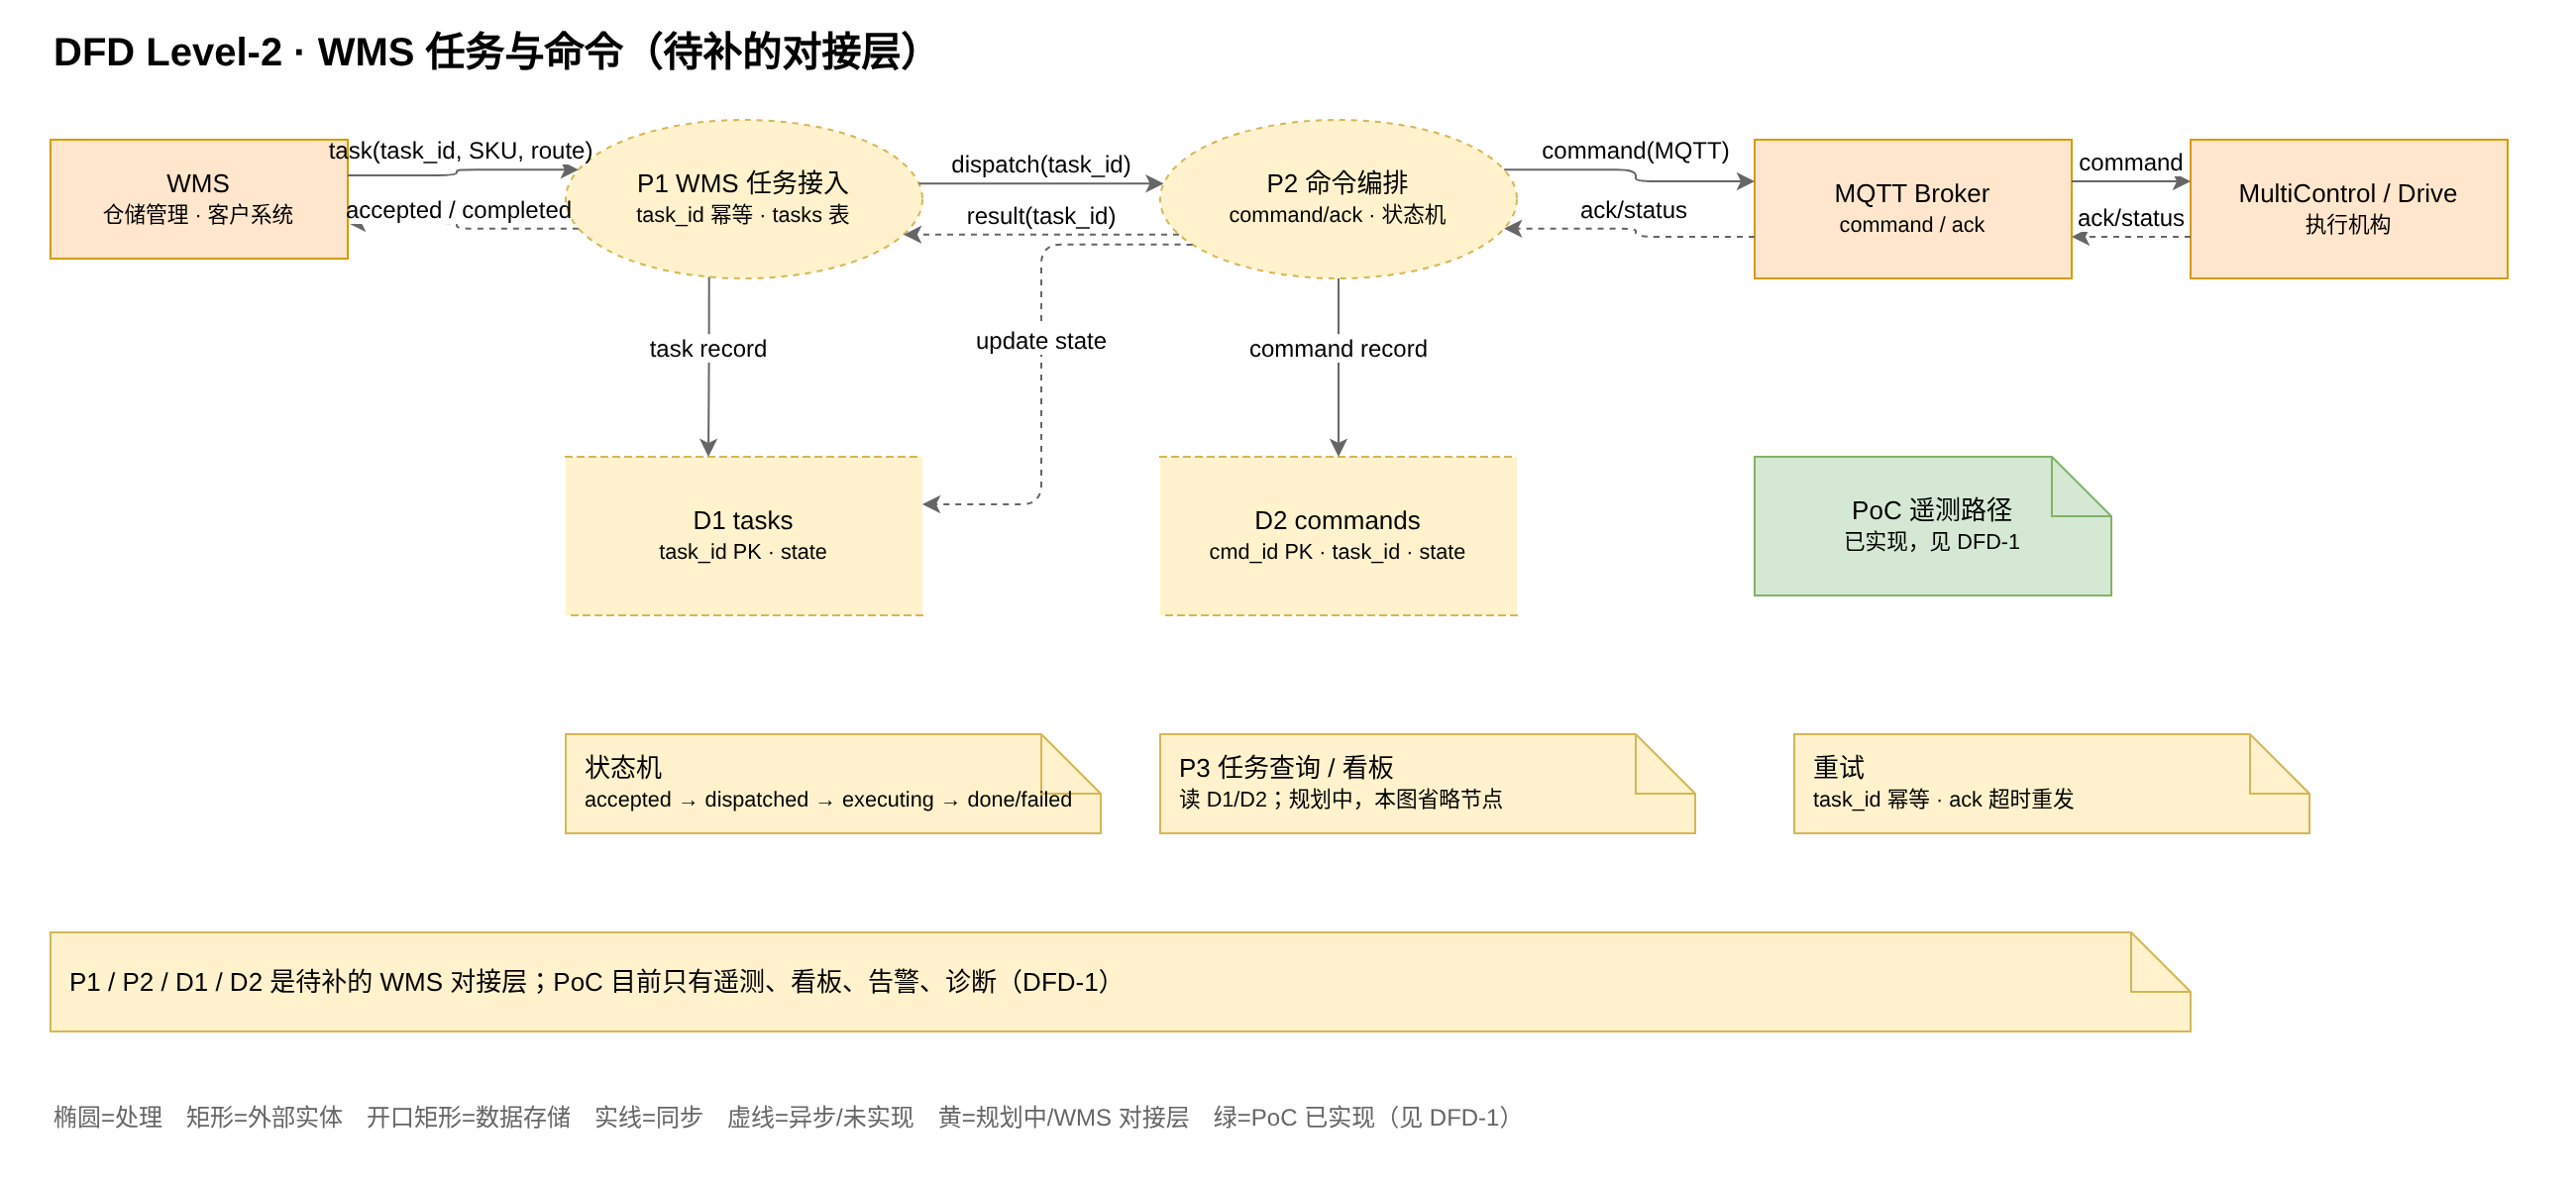 DFD Level-2 · WMS 任务与命令（待补的对接层）
WMS
仓储管理 · 客户系统
task(task_id, SKU, route)
accepted / completed
P1 WMS 任务接入
task_id 幂等 · tasks 表
dispatch(task_id)
result(task_id)
P2 命令编排
command/ack · 状态机
command(MQTT)
ack/status
MQTT Broker
command / ack
command
ack/status
MultiControl / Drive
执行机构
task record
update state
command record
D1 tasks
task_id PK · state
D2 commands
cmd_id PK · task_id · state
PoC 遥测路径
已实现，见 DFD-1
状态机
accepted → dispatched → executing → done/failed
P3 任务查询 / 看板
读 D1/D2；规划中，本图省略节点
重试
task_id 幂等 · ack 超时重发
P1 / P2 / D1 / D2 是待补的 WMS 对接层；PoC 目前只有遥测、看板、告警、诊断（DFD-1）
椭圆=处理 矩形=外部实体 开口矩形=数据存储 实线=同步 虚线=异步/未实现 黄=规划中/WMS 对接层 绿=PoC 已实现（见 DFD-1）